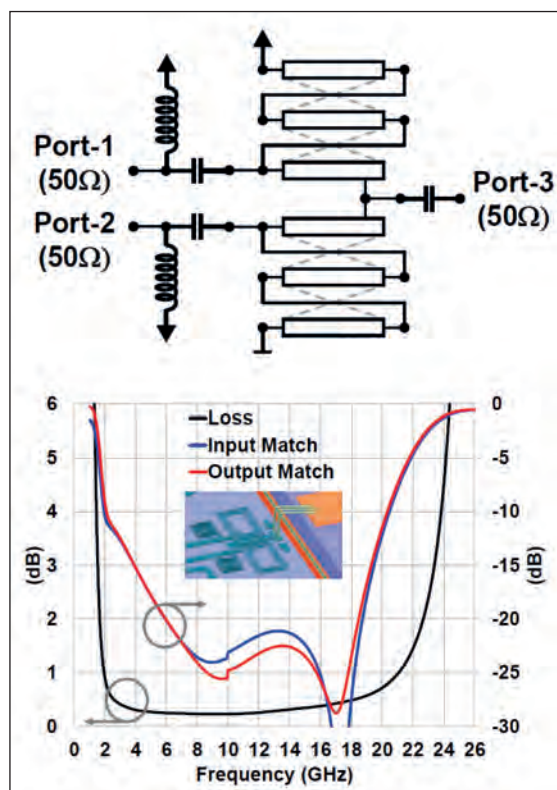 Port-1
(50Ω)
Port-2
(50Ω)
Port-3
(50Ω)
Loss
Input Match
Output Match
6
5
4
3
2
1
0
(dB)
0
-5
-10
-15
-20
-25
-30
(dB)
0 2 4 6 8 10 12 14 16 18 20 22 24 26
Frequency (GHz)